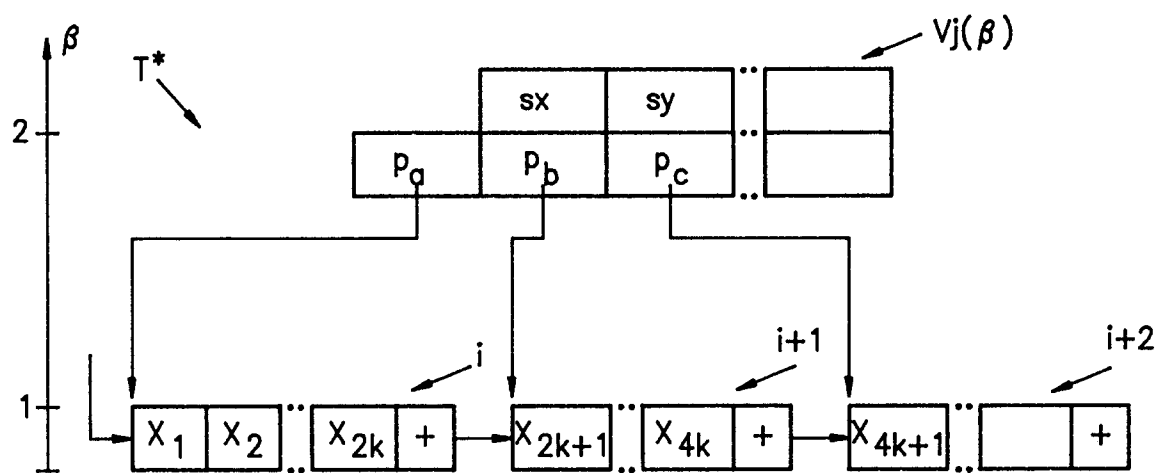 β
Vj(β)
T*
sx sy ..
2
p_a p_b p_c ..
i
i+1
i+2
1
X_1 X_2 .. X_2k + X_2k+1 .. X_4k + X_4k+1 .. +